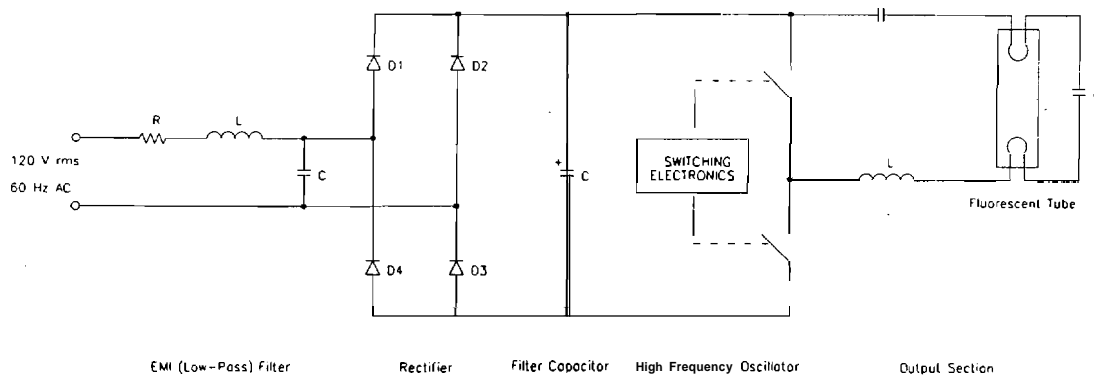 D1
D2
R
L
120 V rms
60 Hz AC
C
+
C
SWITCHING
ELECTRONICS
L
Fluorescent Tube
D4
D3
EMI (Low-Pass) Filter
Rectifier
Filter Capacitor
High Frequency Oscillator
Output Section